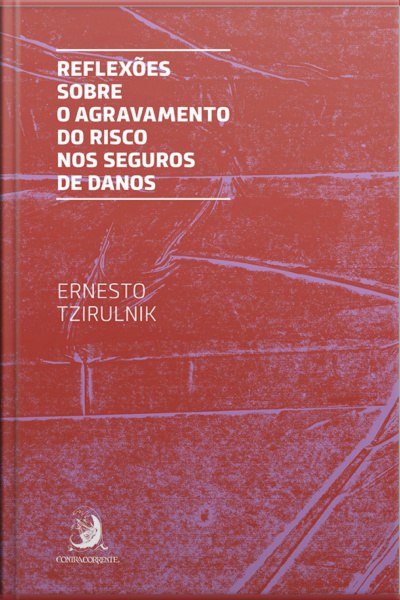 REFLEXÕES
SOBRE
O AGRAVAMENTO
DO RISCO
NOS SEGUROS
DE DANOS
ERNESTO
TZIRULNIK
CONTRACORRENTE